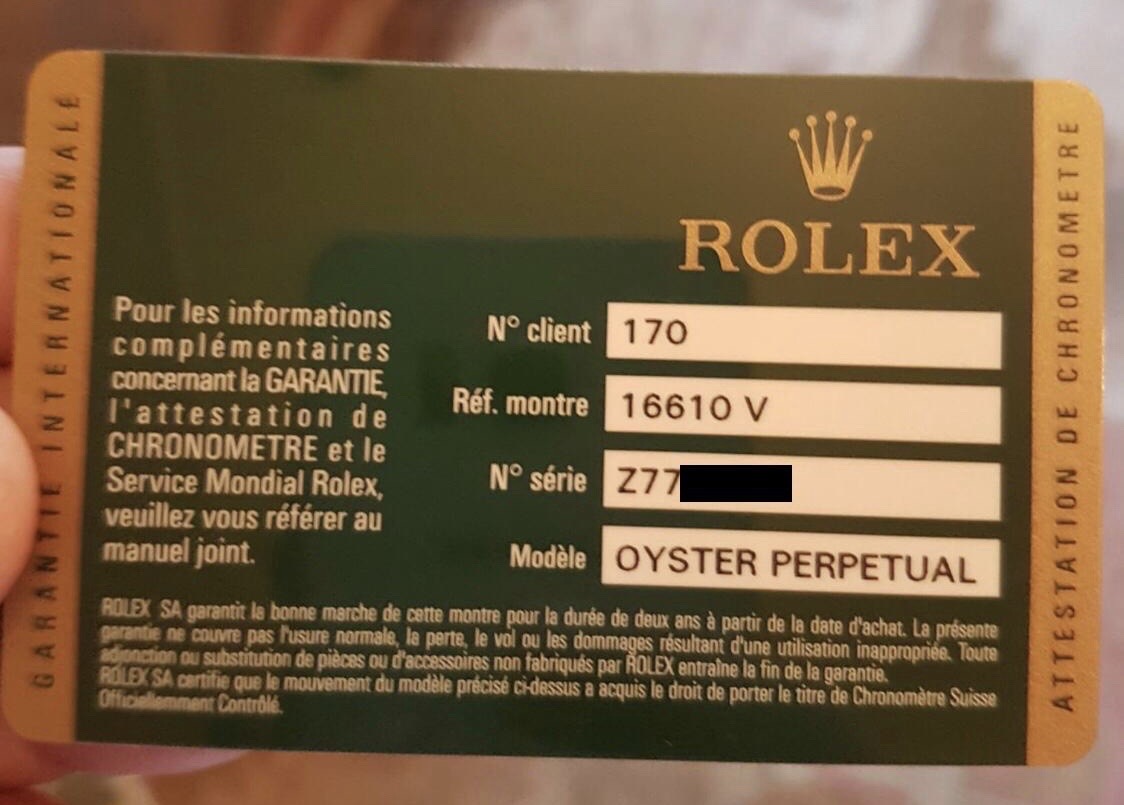 GARANTIE INTERNATIONALE
ROLEX
Pour les informations
complémentaires
concernant la GARANTIE,
l'attestation de
CHRONOMETRE et le
Service Mondial Rolex,
veuillez vous référer au
manuel joint.
N° client 170
Réf. montre 16610 V
N° série Z77
Modèle OYSTER PERPETUAL
ROLEX SA garantit la bonne marche de cette montre pour la durée de deux ans à partir de la date d'achat. La présente
garantie ne couvre pas l'usure normale, la perte, le vol ou les dommages résultant d'une utilisation inappropriée. Toute
adjonction ou substitution de pièces ou d'accessoires non fabriqués par ROLEX entraîne la fin de la garantie.
ROLEX SA certifie que le mouvement du modèle précisé ci-dessus a acquis le droit de porter le titre de Chronomètre Suisse
Officiellement Contrôlé.
ATTESTATION DE CHRONOMETRE